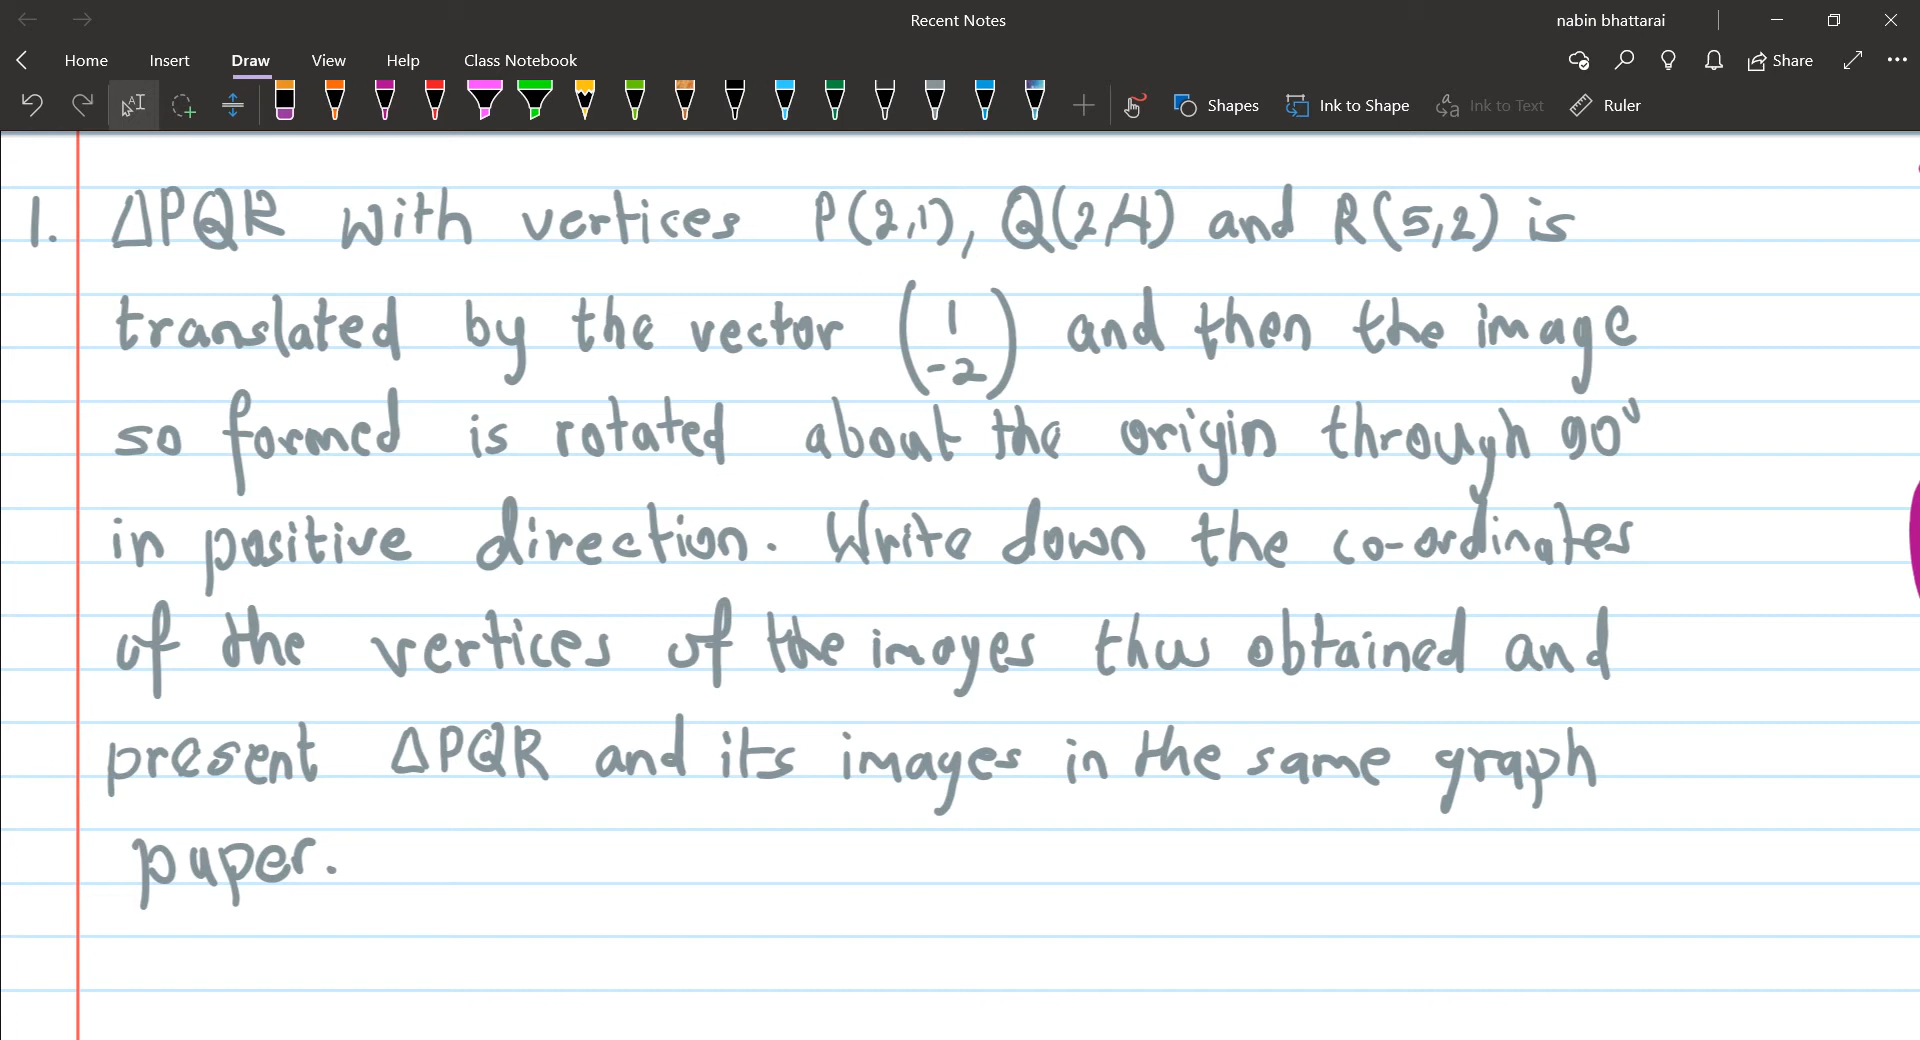 Recent Notes
nabin bhattarai
Home Insert Draw View Help Class Notebook Share
Shapes Ink to Shape Ink to Text Ruler
1. ΔPQR with vertices P(2,1), Q(2,4) and R(5,2) is
translated by the vector (1 -2) and then the image
so formed is rotated about the origin through 90°
in positive direction. Write down the co-ordinates
of the vertices of the images thus obtained and
present ΔPQR and its images in the same graph
paper.